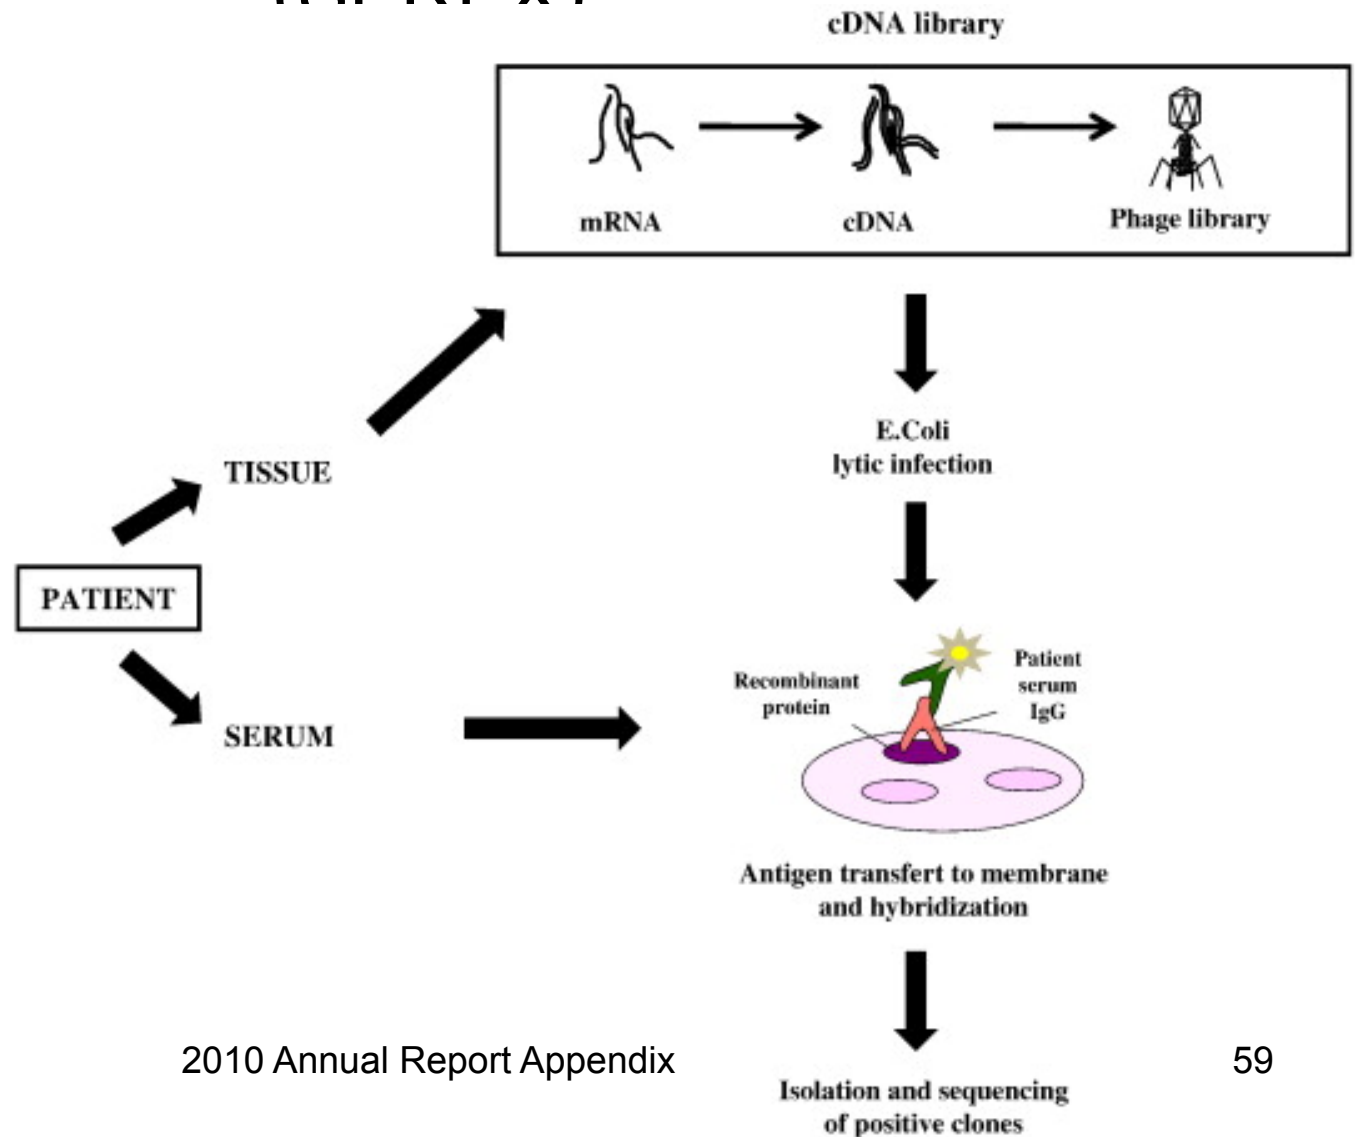 cDNA library
mRNA
cDNA
Phage library
E.Coli
lytic infection
TISSUE
PATIENT
SERUM
Recombinant
protein
Patient
serum
IgG
Antigen transfert to membrane
and hybridization
2010 Annual Report Appendix
59
Isolation and sequencing
of positive clones